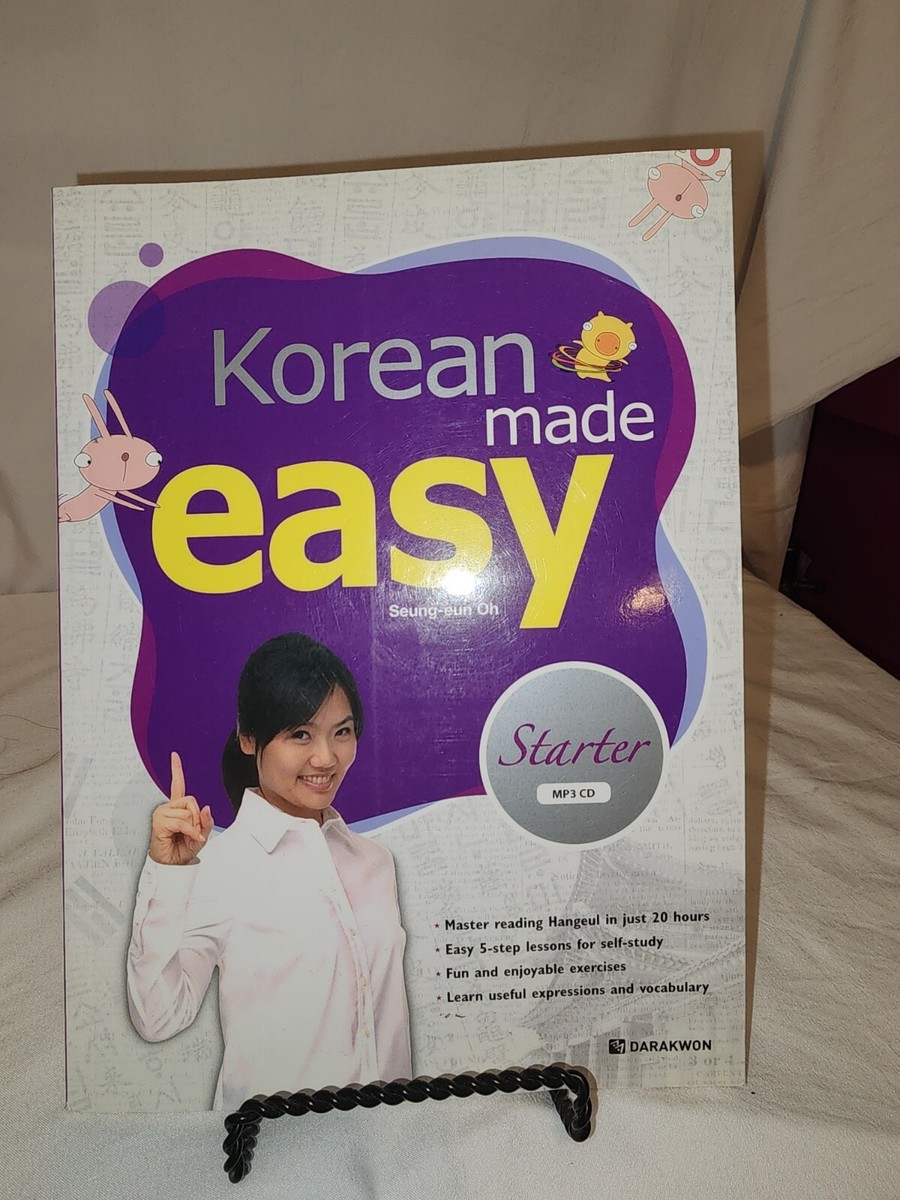 Korean
made
easy
Seung-eun Oh
Starter
MP3 CD
* Master reading Hangeul in just 20 hours
* Easy 5-step lessons for self-study
* Fun and enjoyable exercises
* Learn useful expressions and vocabulary
DARAKWON